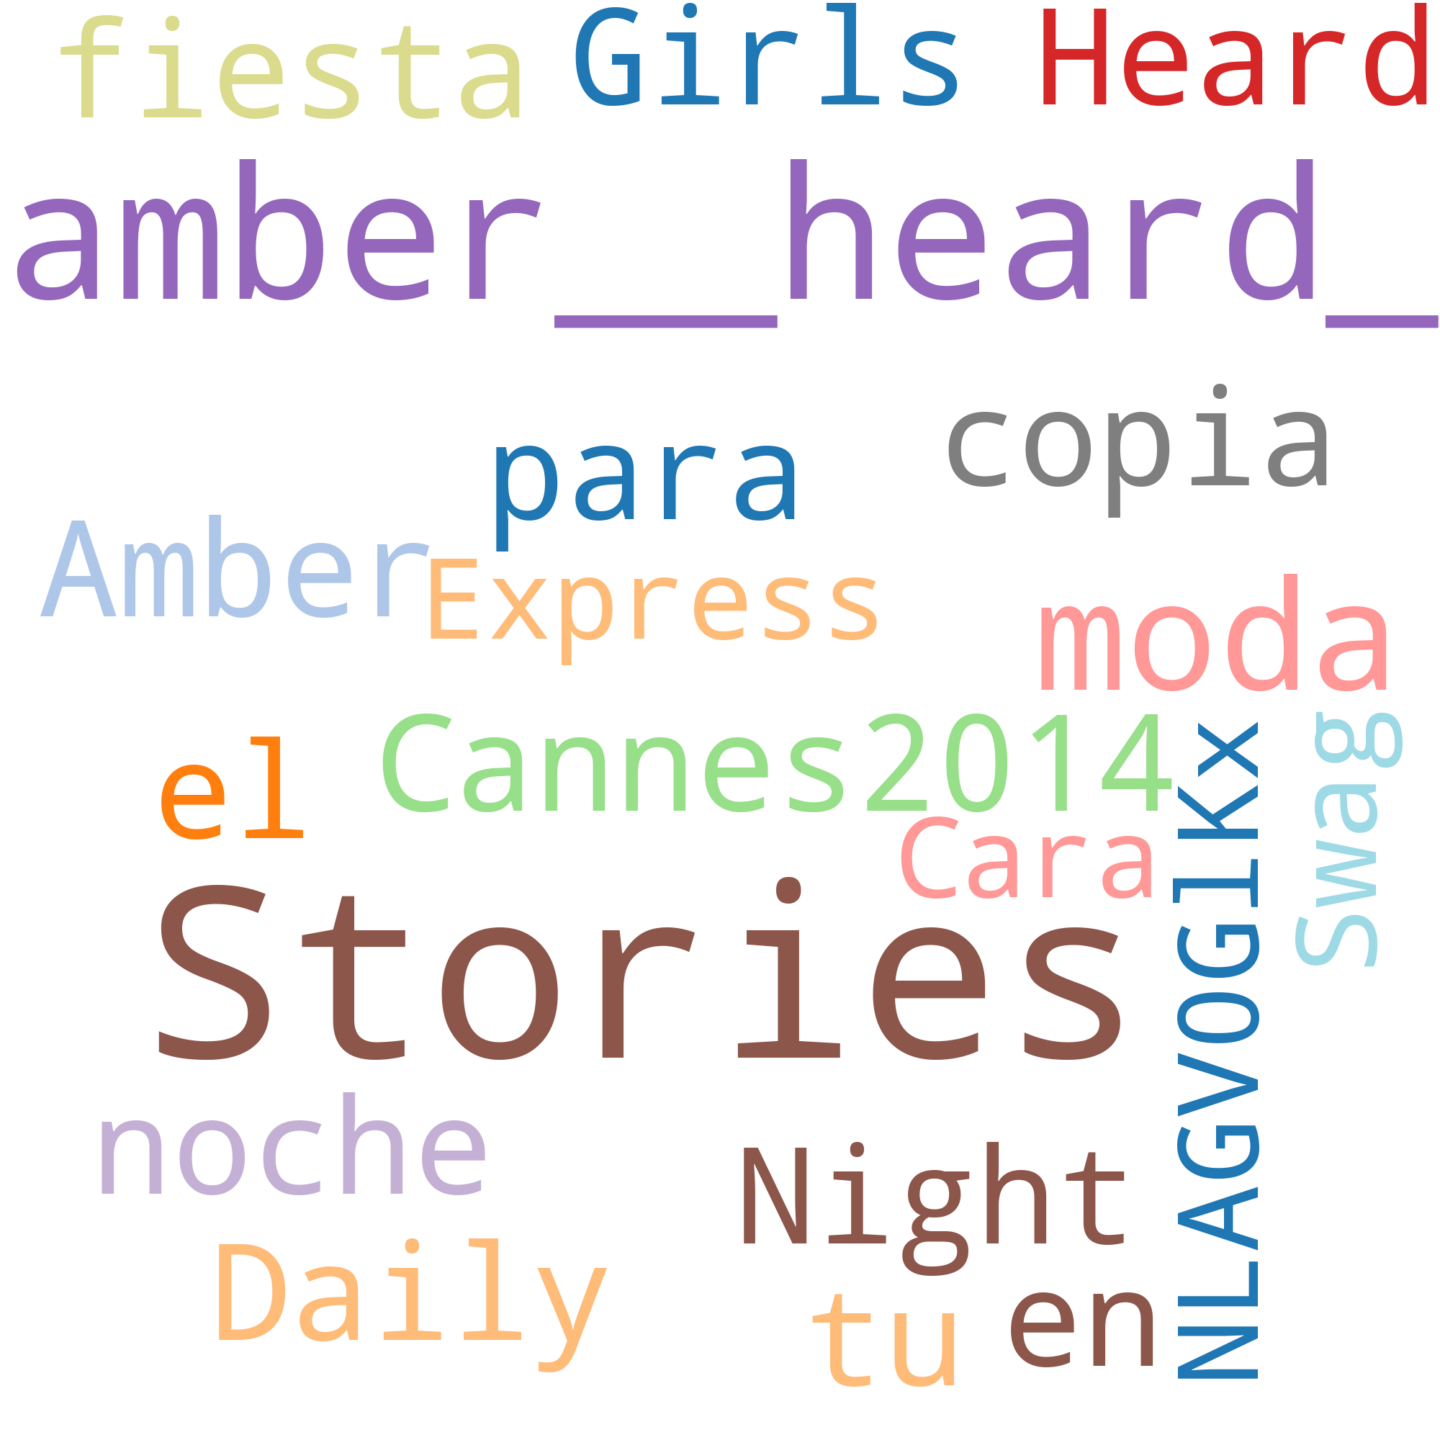 fiesta Girls Heard
amber__heard_
copia
para
Amber
Express
moda
Cannes2014
el
Swag
Cara
NLAGVOGlKx
Stories
noche
Night
Daily
tu
en